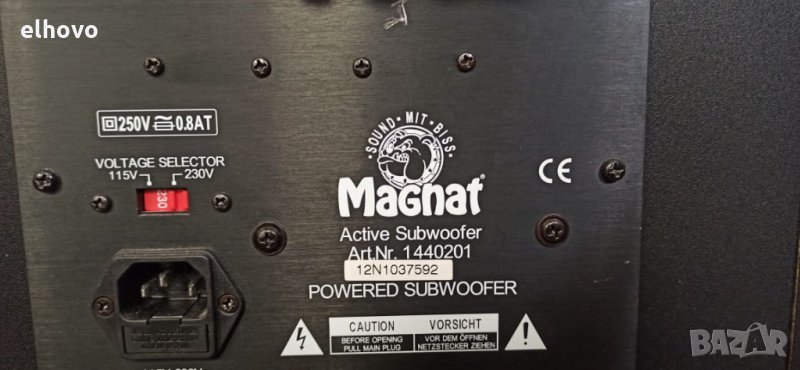 elhovo
250V 0.8AT
VOLTAGE SELECTOR
115V 230V
230
SOUND · MIT · BISS
Magnat
Active Subwoofer
Art.Nr. 1440201
12N1037592
POWERED SUBWOOFER
CE
CAUTION
BEFORE OPENING
PULL MAIN PLUG
VORSICHT
VOR DEM ÖFFNEN
NETZSTECKER ZIEHEN
BAZAR